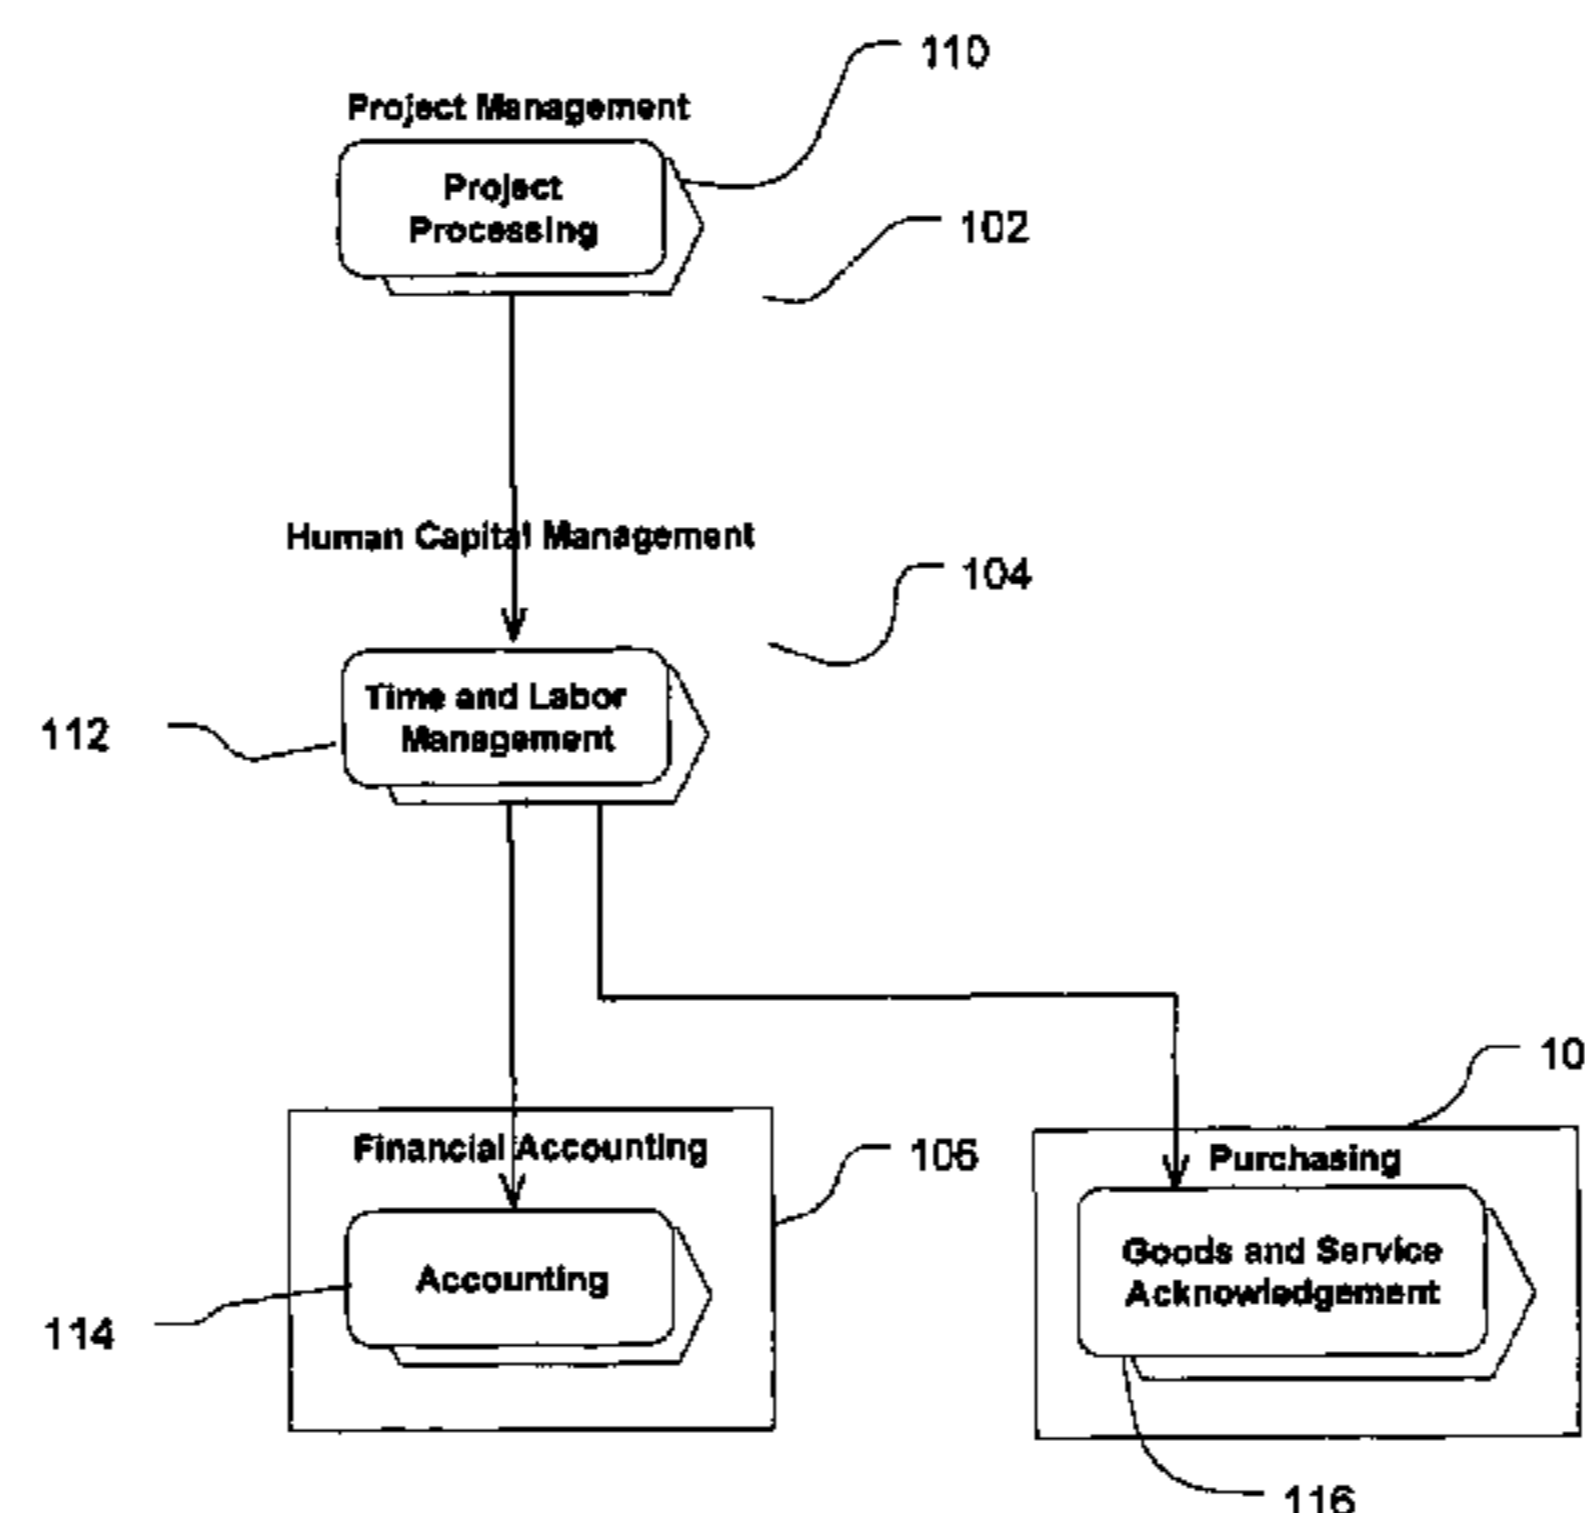 110
Project Management
Project
Processing
102
Human Capital Management
104
Time and Labor
Management
112
10
Financial Accounting
106
Purchasing
Goods and Service
Acknowledgement
Accounting
114
116